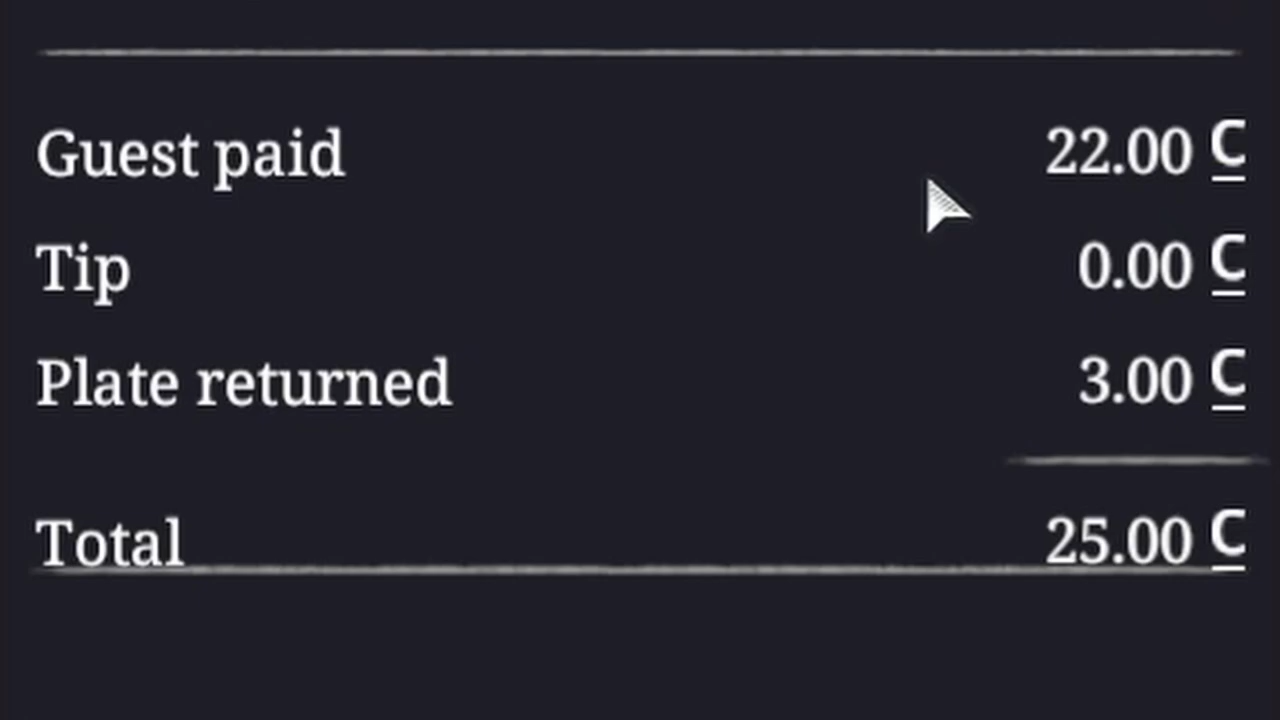 Guest paid 22.00 C
Tip 0.00 C
Plate returned 3.00 C
Total 25.00 C